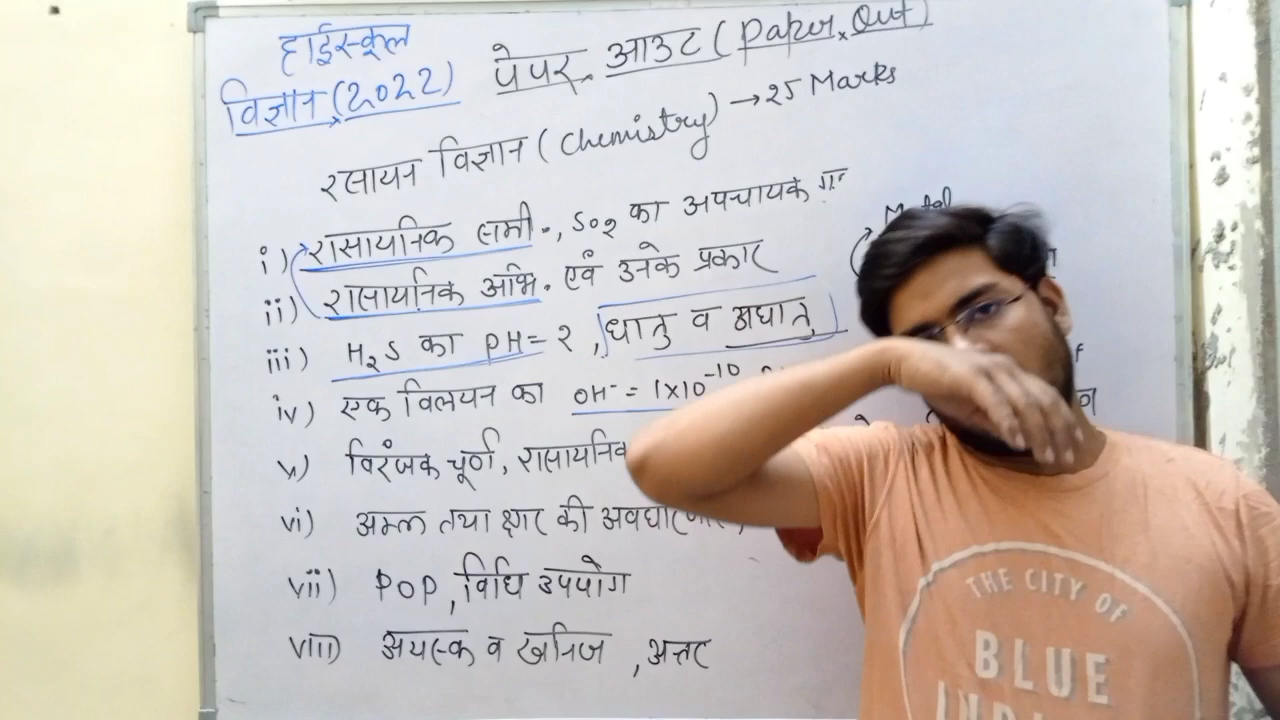 हाईस्कूल
विज्ञान (2022)
पेपर आउट (Paper Out)
रसायन विज्ञान (Chemistry) → 25 Marks
i) रासायनिक समी., SO2 का अपचायक
ii) रासायनिक अभि. एवं उनके प्रकार
iii) H2S का PH = 2, धातु व अधातु
iv) एक विलयन का OH⁻ = 1×10⁻¹⁰
v) विरंजक चूर्ण, रासायनिक
vi) अम्ल तथा क्षार की
vii) POP, विधि उपयोग
viii) अयस्क व खनिज, अन्तर
THE CITY OF
BLUE